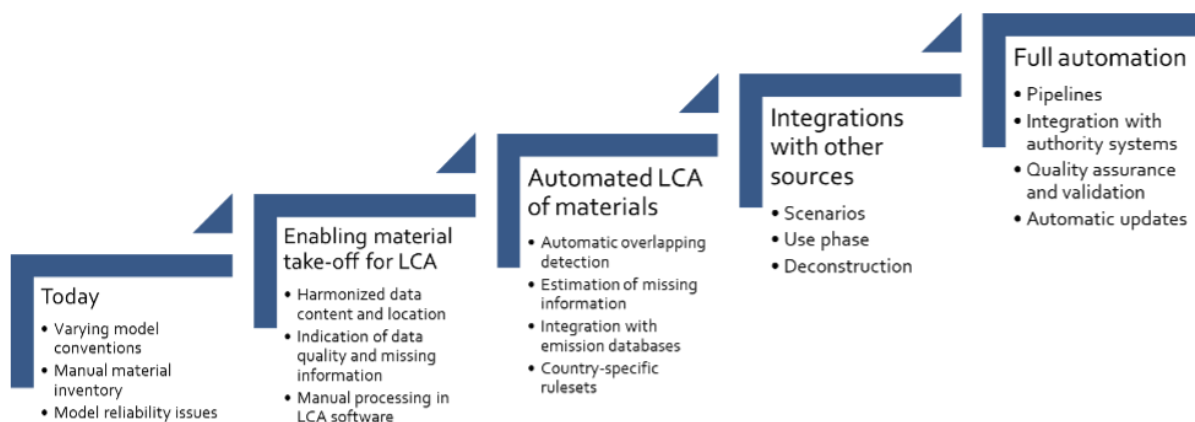 Today
• Varying model
conventions
• Manual material
inventory
• Model reliability issues
Enabling material
take-off for LCA
• Harmonized data
content and location
• Indication of data
quality and missing
information
• Manual processing in
LCA software
Automated LCA
of materials
• Automatic overlapping
detection
• Estimation of missing
information
• Integration with
emission databases
• Country-specific
rulesets
Integrations
with other
sources
• Scenarios
• Use phase
• Deconstruction
Full automation
• Pipelines
• Integration with
authority systems
• Quality assurance
and validation
• Automatic updates